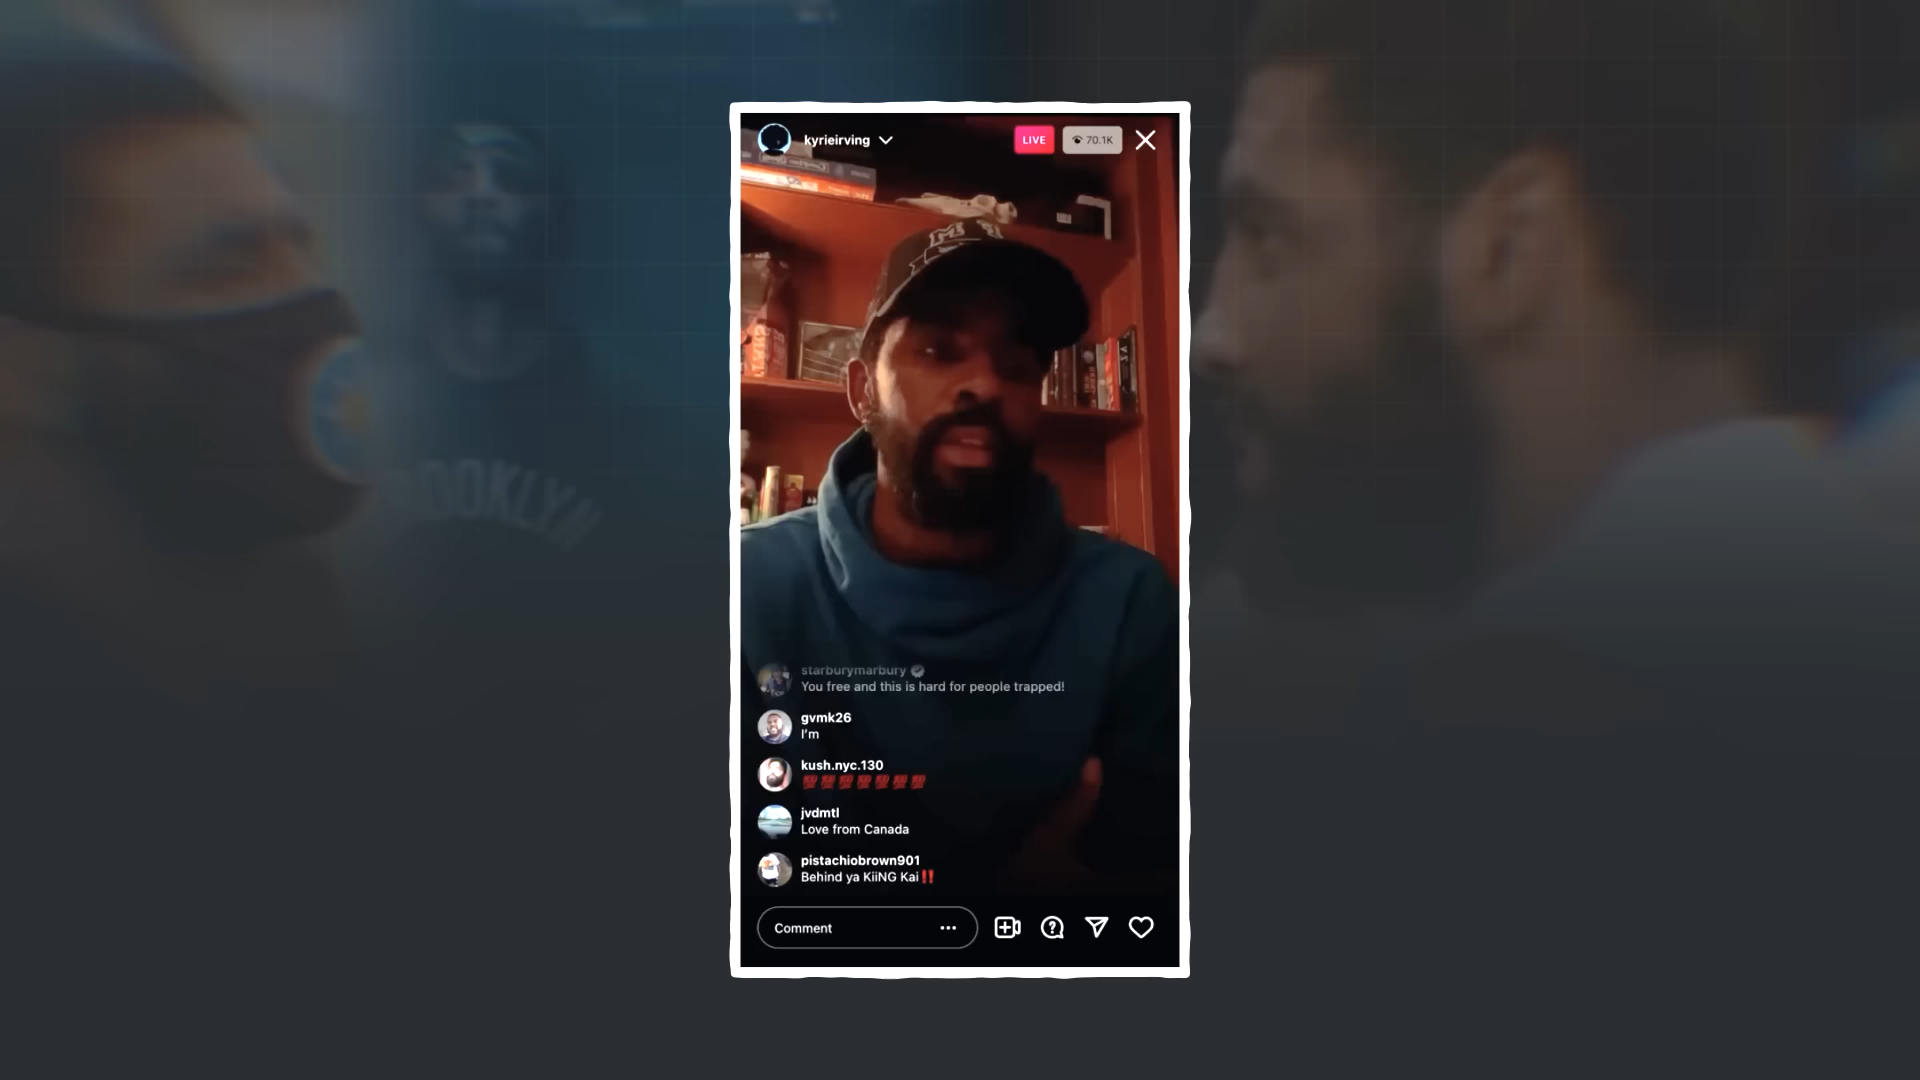 kyrieirving
LIVE
70.1K
starburymarbury
You free and this is hard for people trapped!
gvmk26
I'm
kush.nyc.130
💯💯💯💯💯💯💯
jvdmtl
Love from Canada
pistachiobrown901
Behind ya KiiNG Kai‼️
Comment